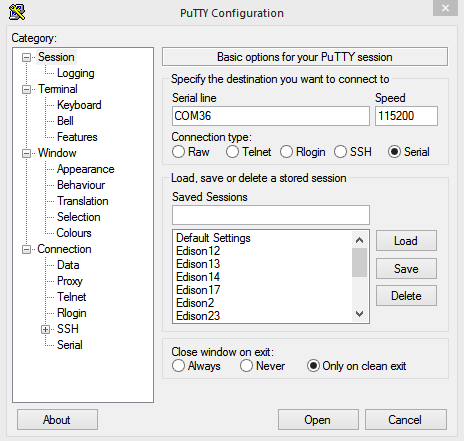 PuTTY Configuration
Category:
Session
Logging
Terminal
Keyboard
Bell
Features
Window
Appearance
Behaviour
Translation
Selection
Colours
Connection
Data
Proxy
Telnet
Rlogin
SSH
Serial
Basic options for your PuTTY session
Specify the destination you want to connect to
Serial line Speed
COM36 115200
Connection type:
Raw Telnet Rlogin SSH Serial
Load, save or delete a stored session
Saved Sessions
Default Settings
Edison12
Edison13
Edison14
Edison17
Edison2
Edison23
Load
Save
Delete
Close window on exit:
Always Never Only on clean exit
About Open Cancel